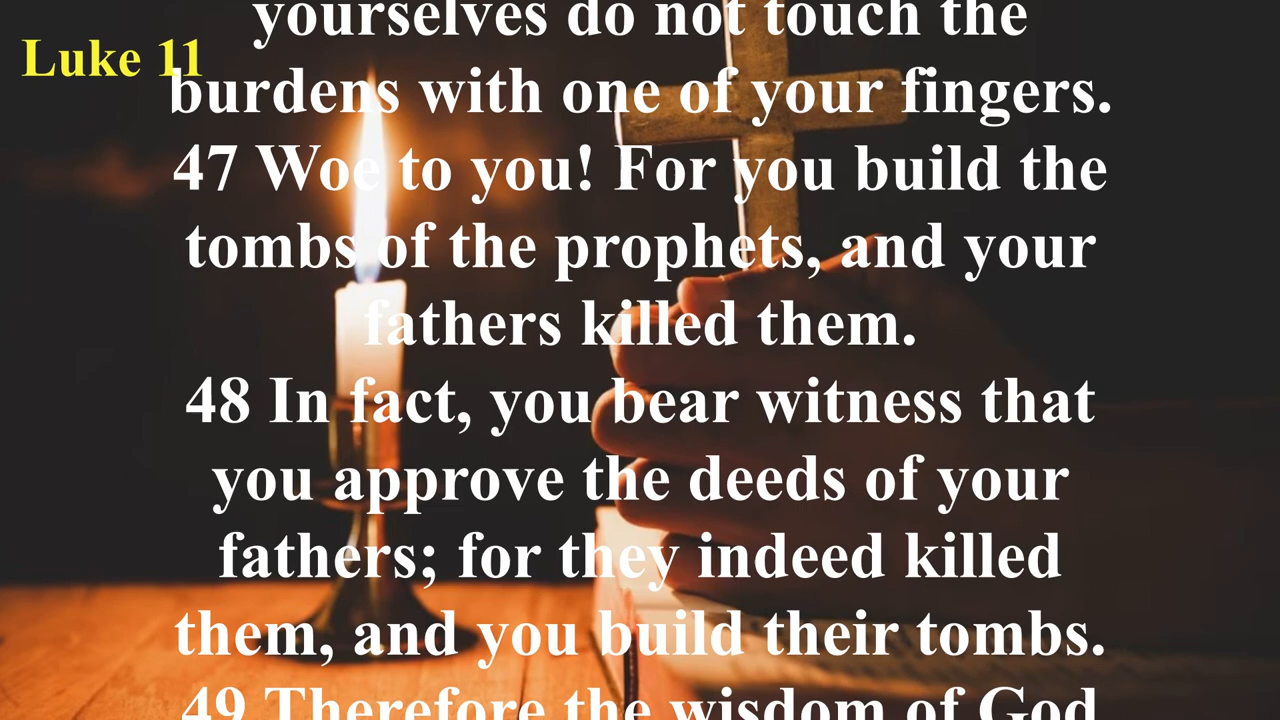 Luke 11
yourselves do not touch the
burdens with one of your fingers.
47 Woe to you! For you build the
tombs of the prophets, and your
fathers killed them.
48 In fact, you bear witness that
you approve the deeds of your
fathers; for they indeed killed
them, and you build their tombs.
49 Therefore the wisdom of God